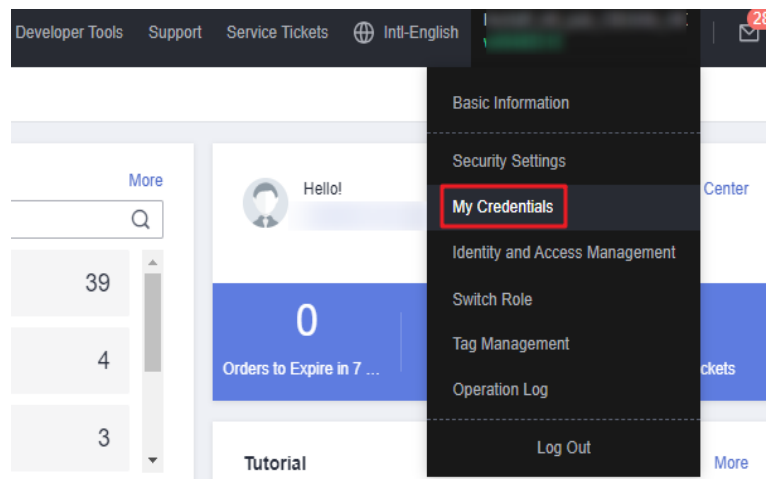 Developer Tools Support Service Tickets Intl-English
28
Basic Information
Security Settings
My Credentials
Identity and Access Management
Switch Role
Tag Management
Operation Log
Log Out
More
39
4
3
Hello!
Center
0
Orders to Expire in 7 ...
ckets
Tutorial
More